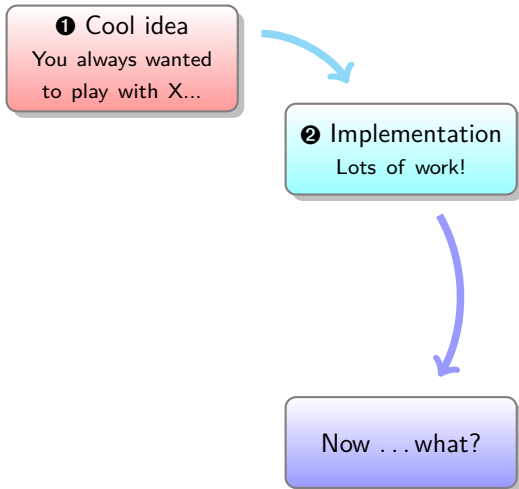 ❶ Cool idea
You always wanted
to play with X...
❷ Implementation
Lots of work!
Now ...what?